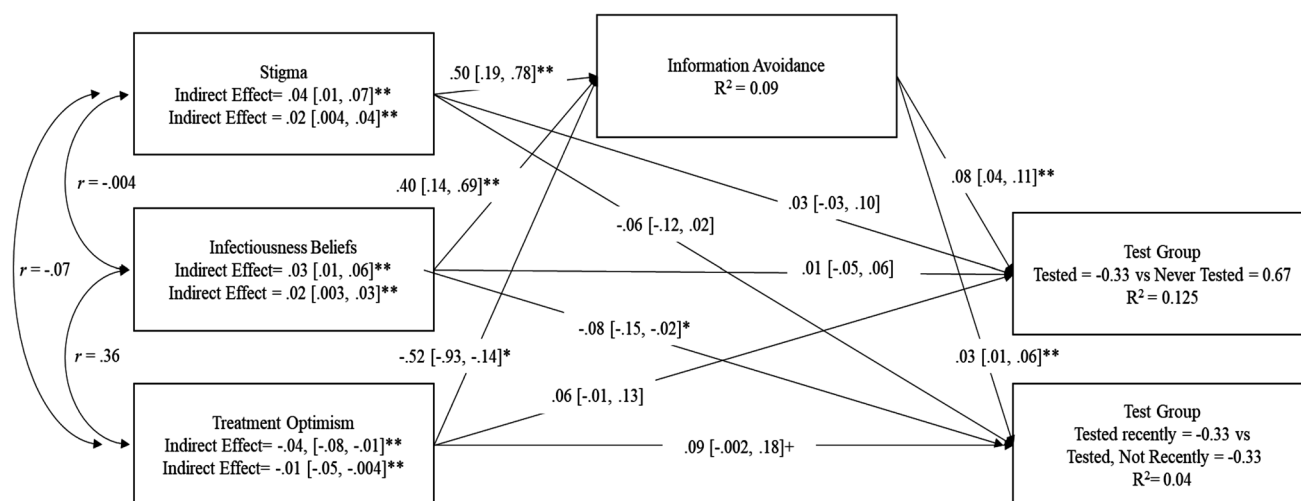 Stigma
Indirect Effect= .04 [.01, .07]**
Indirect Effect = .02 [.004, .04]**
Information Avoidance
R² = 0.09
.50 [.19, .78]**
r = -.004
.40 [.14, .69]**
.08 [.04, .11]**
.03 [-.03, .10]
-.06 [-.12, .02]
Infectiousness Beliefs
Indirect Effect= .03 [.01, .06]**
Indirect Effect = .02 [.003, .03]**
r = -.07
.01 [-.05, .06]
Test Group
Tested = -0.33 vs Never Tested = 0.67
R² = 0.125
-.08 [-.15, -.02]*
r = .36
-.52 [-.93, -.14]*
.03 [.01, .06]**
.06 [-.01, .13]
Treatment Optimism
Indirect Effect= -.04, [-.08, -.01]**
Indirect Effect= -.01 [-.05, -.004]**
.09 [-.002, .18]+
Test Group
Tested recently = -0.33 vs
Tested, Not Recently = -0.33
R²= 0.04